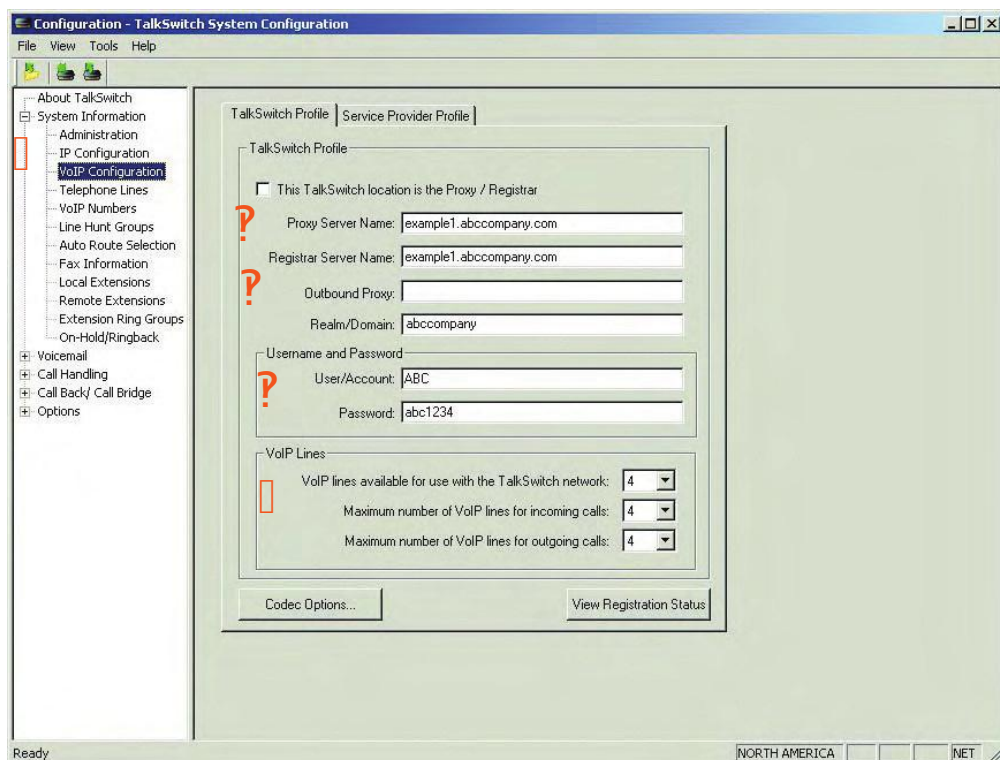 Configuration - TalkSwitch System Configuration
File View Tools Help
About TalkSwitch
System Information
Administration
IP Configuration
VoIP Configuration
Telephone Lines
VoIP Numbers
Line Hunt Groups
Auto Route Selection
Fax Information
Local Extensions
Remote Extensions
Extension Ring Groups
On-Hold/Ringback
Voicemail
Call Handling
Call Back/ Call Bridge
Options
TalkSwitch Profile Service Provider Profile
TalkSwitch Profile
This TalkSwitch location is the Proxy / Registrar
‽ Proxy Server Name: example1.abccompany.com
Registrar Server Name: example1.abccompany.com
‽ Outbound Proxy:
Realm/Domain: abccompany
Username and Password
‽ User/Account: ABC
Password: abc1234
VoIP Lines
VoIP lines available for use with the TalkSwitch network: 4
Maximum number of VoIP lines for incoming calls: 4
Maximum number of VoIP lines for outgoing calls: 4
Codec Options... View Registration Status
Ready NORTH AMERICA NET